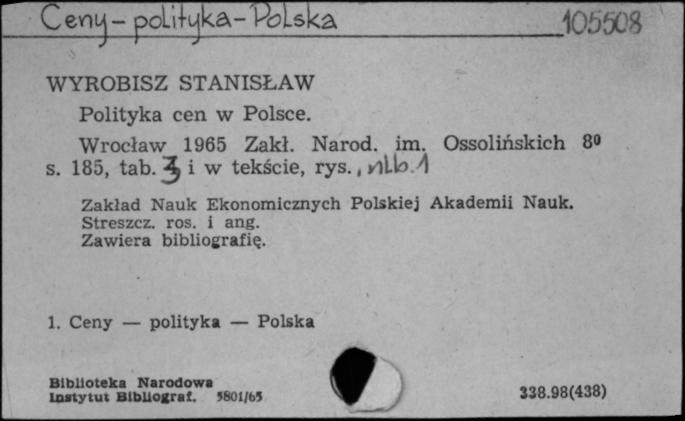 Ceny - polityka - Polska
105508
WYROBISZ STANISŁAW
Polityka cen w Polsce.
Wrocław 1965 Zakł. Narod. im. Ossolińskich 8⁰
s. 185, tab. 3 i w tekście, rys., nlb. 1
Zakład Nauk Ekonomicznych Polskiej Akademii Nauk.
Streszcz. ros. i ang.
Zawiera bibliografię.
1. Ceny — polityka — Polska
Biblioteka Narodowa
Instytut Bibliograf. 5801/65
338.98(438)